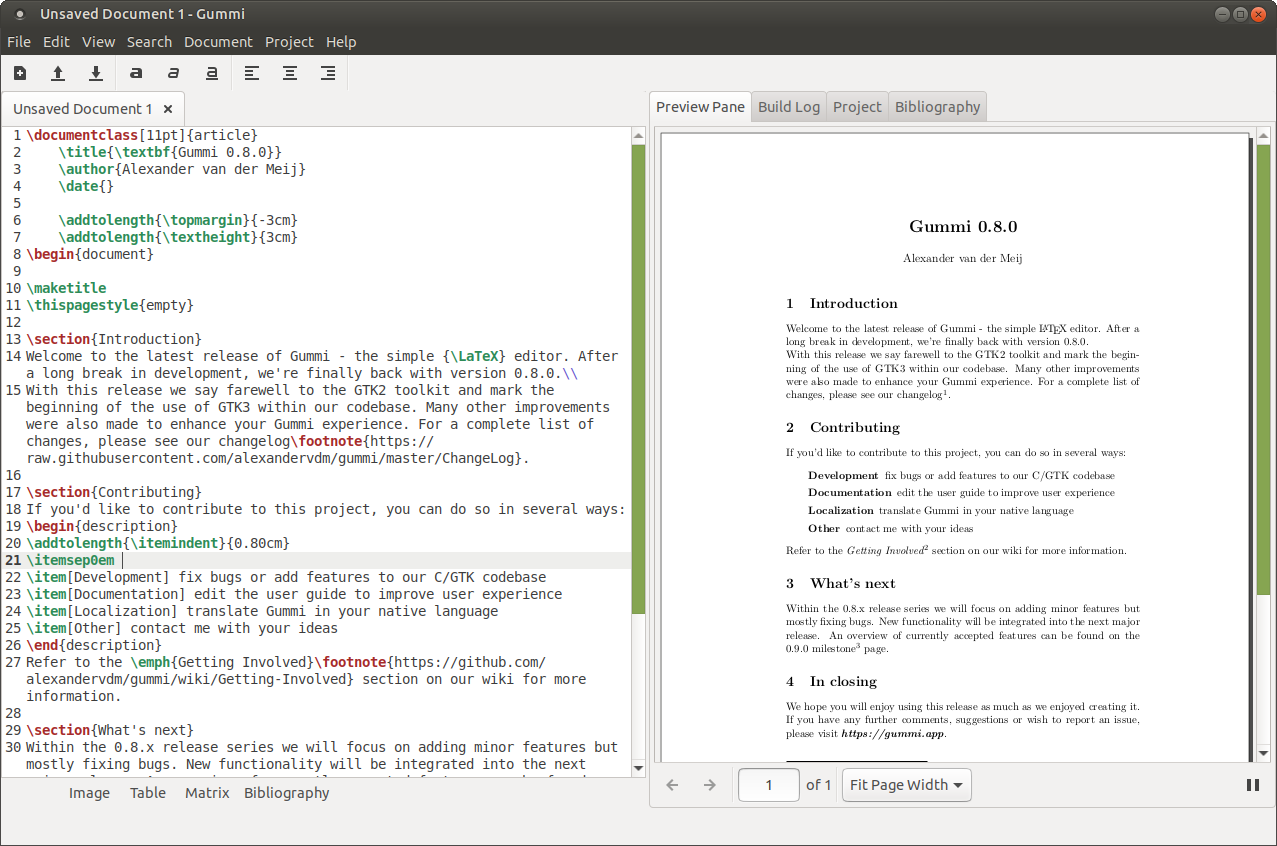 Unsaved Document 1 - Gummi
File Edit View Search Document Project Help
a a a
Unsaved Document 1 ×
1 \documentclass[11pt]{article}
2 \title{\textbf{Gummi 0.8.0}}
3 \author{Alexander van der Meij}
4 \date{}
5
6 \addtolength{\topmargin}{-3cm}
7 \addtolength{\textheight}{3cm}
8 \begin{document}
9
10 \maketitle
11 \thispagestyle{empty}
12
13 \section{Introduction}
14 Welcome to the latest release of Gummi - the simple {\LaTeX} editor. After
a long break in development, we're finally back with version 0.8.0.\\
15 With this release we say farewell to the GTK2 toolkit and mark the
beginning of the use of GTK3 within our codebase. Many other improvements
were also made to enhance your Gummi experience. For a complete list of
changes, please see our changelog\footnote{https://
raw.githubusercontent.com/alexandervdm/gummi/master/ChangeLog}.
16
17 \section{Contributing}
18 If you'd like to contribute to this project, you can do so in several ways:
19 \begin{description}
20 \addtolength{\itemindent}{0.80cm}
21 \itemsep0em
22 \item[Development] fix bugs or add features to our C/GTK codebase
23 \item[Documentation] edit the user guide to improve user experience
24 \item[Localization] translate Gummi in your native language
25 \item[Other] contact me with your ideas
26 \end{description}
27 Refer to the \emph{Getting Involved}\footnote{https://github.com/
alexandervdm/gummi/wiki/Getting-Involved} section on our wiki for more
information.
28
29 \section{What's next}
30 Within the 0.8.x release series we will focus on adding minor features but
mostly fixing bugs. New functionality will be integrated into the next
Image Table Matrix Bibliography
Preview Pane Build Log Project Bibliography
Gummi 0.8.0
Alexander van der Meij
1 Introduction
Welcome to the latest release of Gummi - the simple LATEX editor. After a
long break in development, we're finally back with version 0.8.0.
With this release we say farewell to the GTK2 toolkit and mark the begin-
ning of the use of GTK3 within our codebase. Many other improvements
were also made to enhance your Gummi experience. For a complete list of
changes, please see our changelog¹.
2 Contributing
If you'd like to contribute to this project, you can do so in several ways:
Development fix bugs or add features to our C/GTK codebase
Documentation edit the user guide to improve user experience
Localization translate Gummi in your native language
Other contact me with your ideas
Refer to the Getting Involved² section on our wiki for more information.
3 What's next
Within the 0.8.x release series we will focus on adding minor features but
mostly fixing bugs. New functionality will be integrated into the next major
release. An overview of currently accepted features can be found on the
0.9.0 milestone³ page.
4 In closing
We hope you will enjoy using this release as much as we enjoyed creating it.
If you have any further comments, suggestions or wish to report an issue,
please visit https://gummi.app.
1 of 1 Fit Page Width